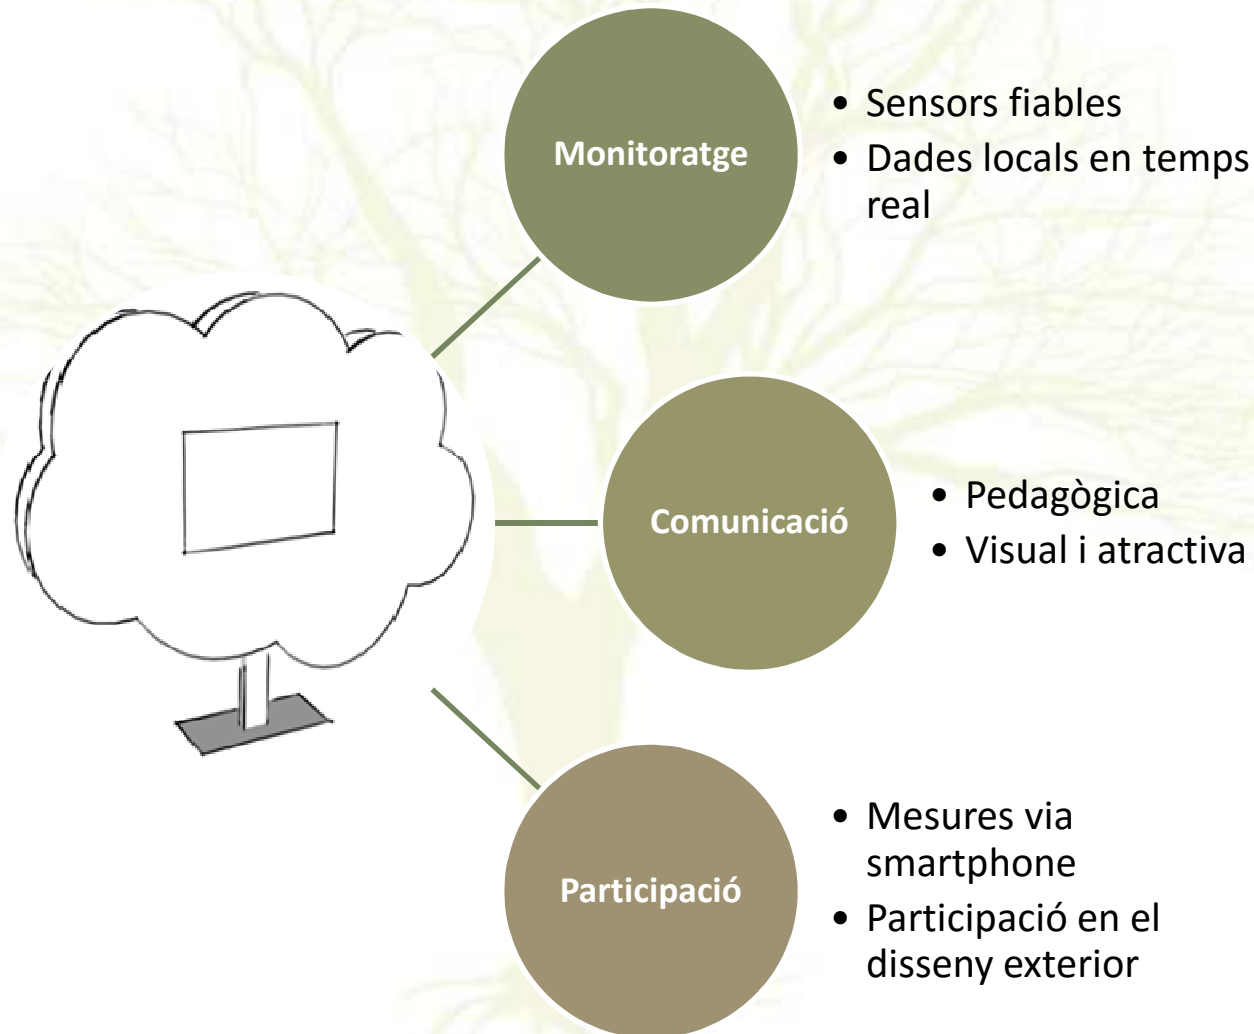 Monitoratge
• Sensors fiables
• Dades locals en temps
real
Comunicació
• Pedagògica
• Visual i atractiva
Participació
• Mesures via
smartphone
• Participació en el
disseny exterior